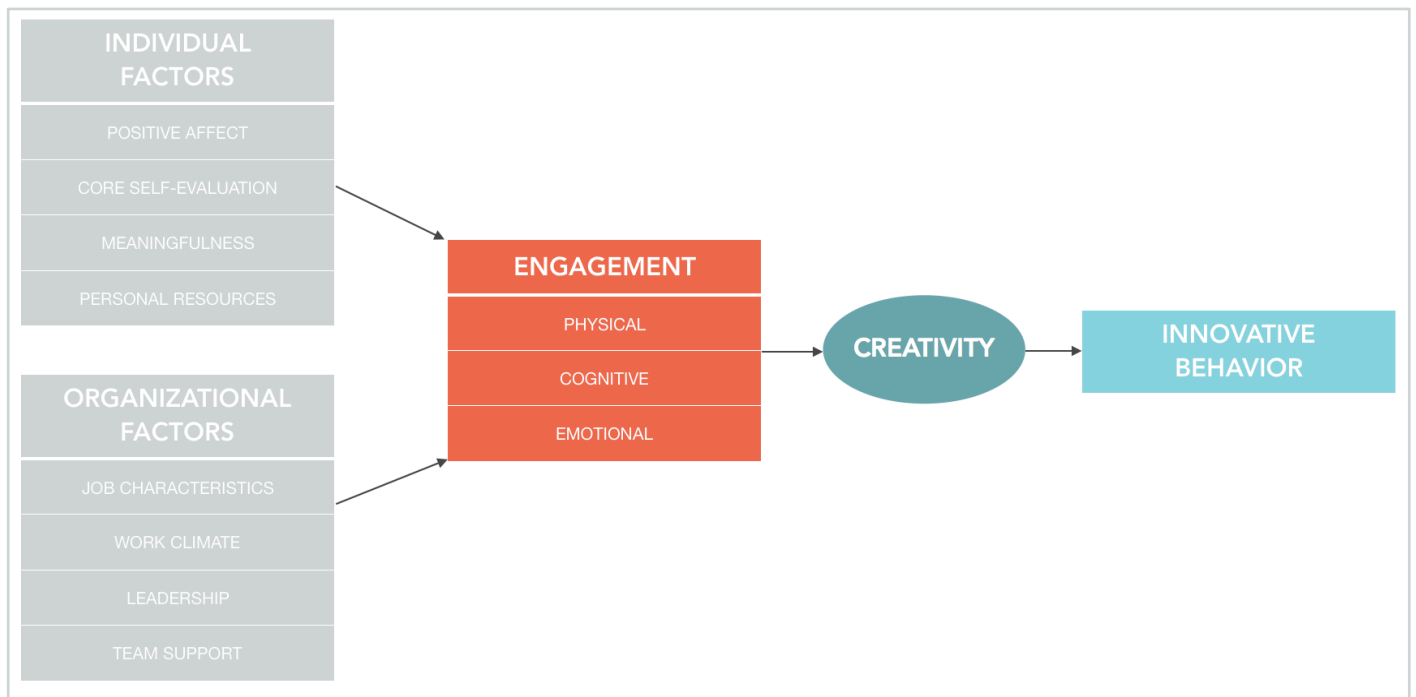 INDIVIDUAL
FACTORS
POSITIVE AFFECT
CORE SELF-EVALUATION
MEANINGFULNESS
PERSONAL RESOURCES
ORGANIZATIONAL
FACTORS
JOB CHARACTERISTICS
WORK CLIMATE
LEADERSHIP
TEAM SUPPORT
ENGAGEMENT
PHYSICAL
COGNITIVE
EMOTIONAL
CREATIVITY
INNOVATIVE
BEHAVIOR